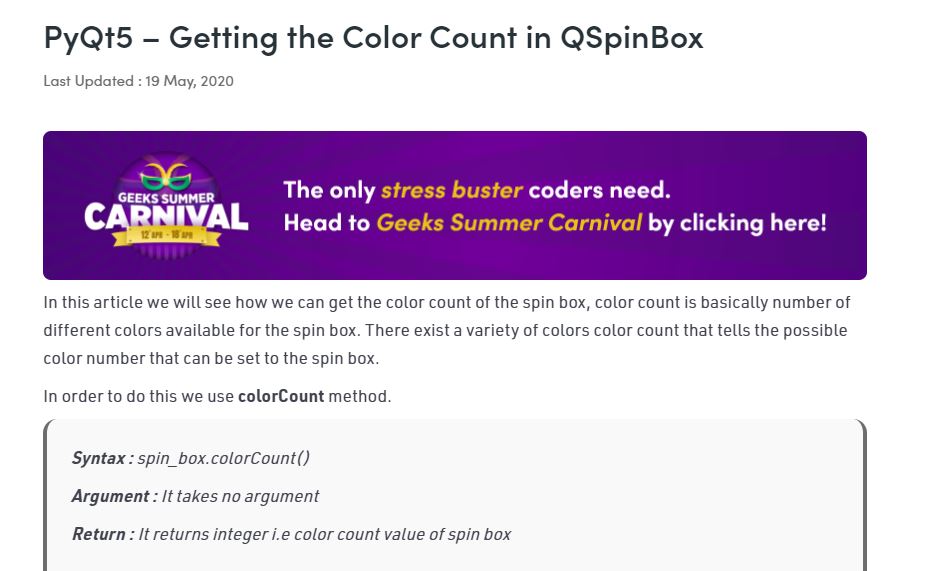 PyQt5 – Getting the Color Count in QSpinBox
Last Updated : 19 May, 2020
GEEKS SUMMER
CARNIVAL
12 APR - 18 APR
The only stress buster coders need.
Head to Geeks Summer Carnival by clicking here!
In this article we will see how we can get the color count of the spin box, color count is basically number of
different colors available for the spin box. There exist a variety of colors color count that tells the possible
color number that can be set to the spin box.
In order to do this we use colorCount method.
Syntax : spin_box.colorCount()
Argument : It takes no argument
Return : It returns integer i.e color count value of spin box